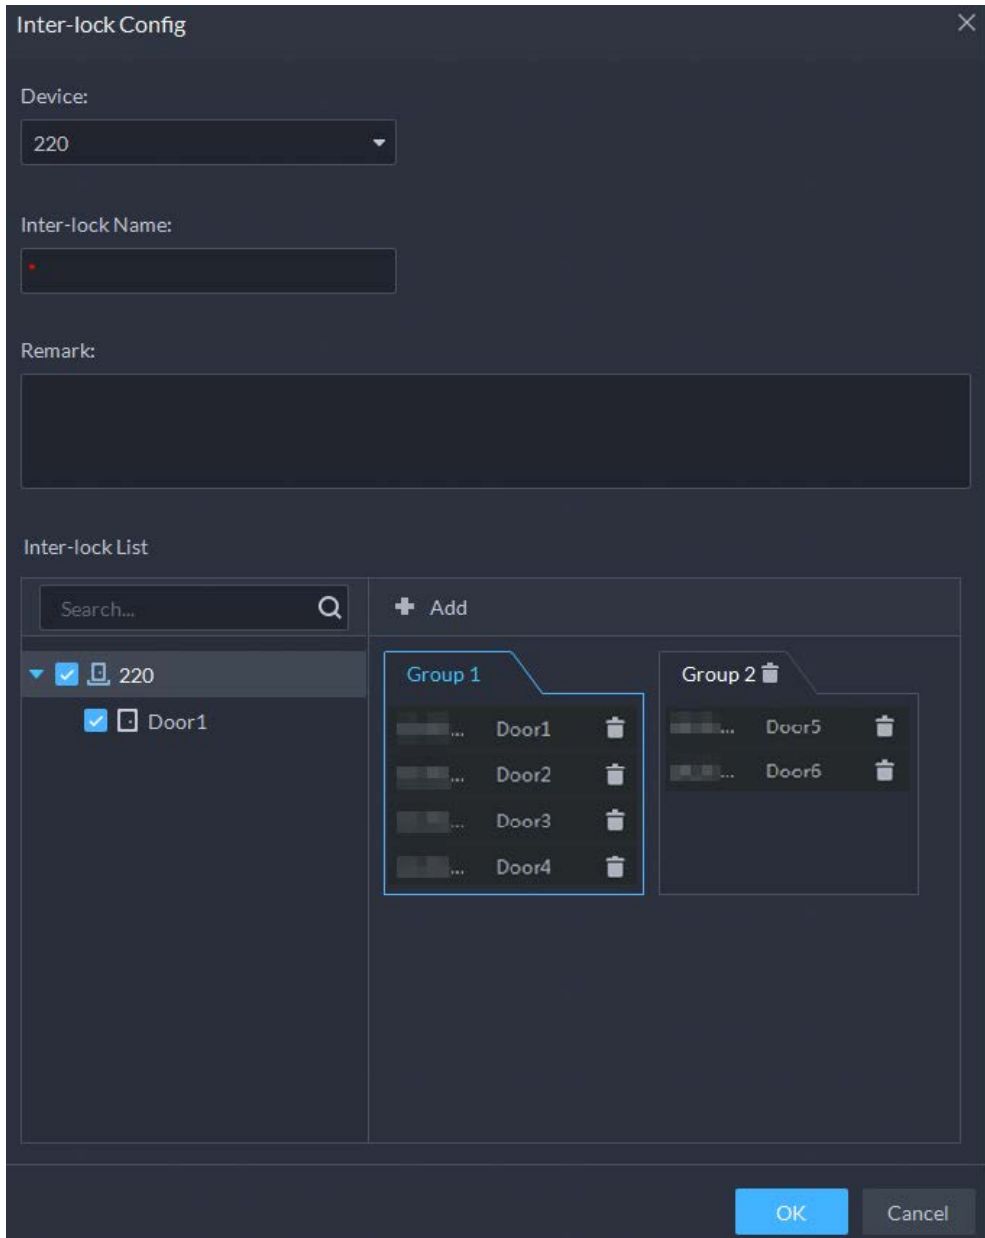 Inter-lock Config
Device:
220
Inter-lock Name:
*
Remark:
Inter-lock List
Search...
Add
220
Door1
Group 1
... Door1
... Door2
... Door3
... Door4
Group 2
... Door5
... Door6
OK
Cancel